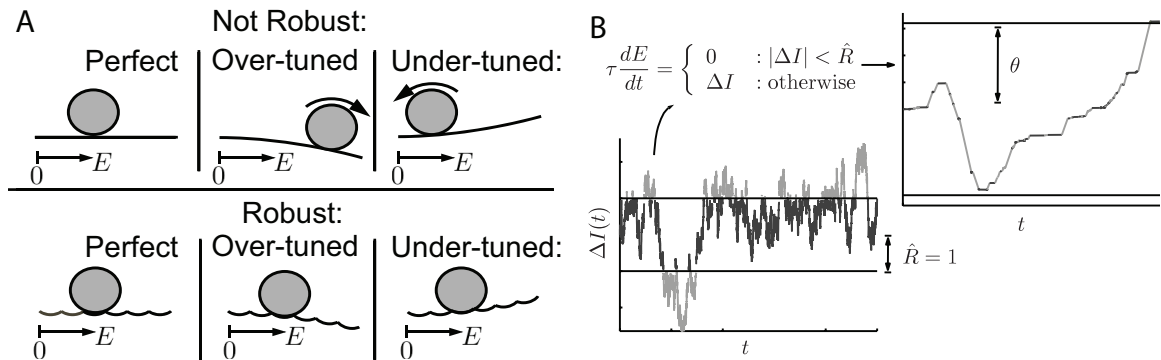 A
Not Robust:
Perfect
Over-tuned
Under-tuned:
0
E
0
E
0
E
Robust:
Perfect
Over-tuned
Under-tuned:
0
E
0
E
0
E
B
τ dE/dt = { 0 : |ΔI| < R̂
ΔI : otherwise
θ
t
ΔI(t)
R̂ = 1
t